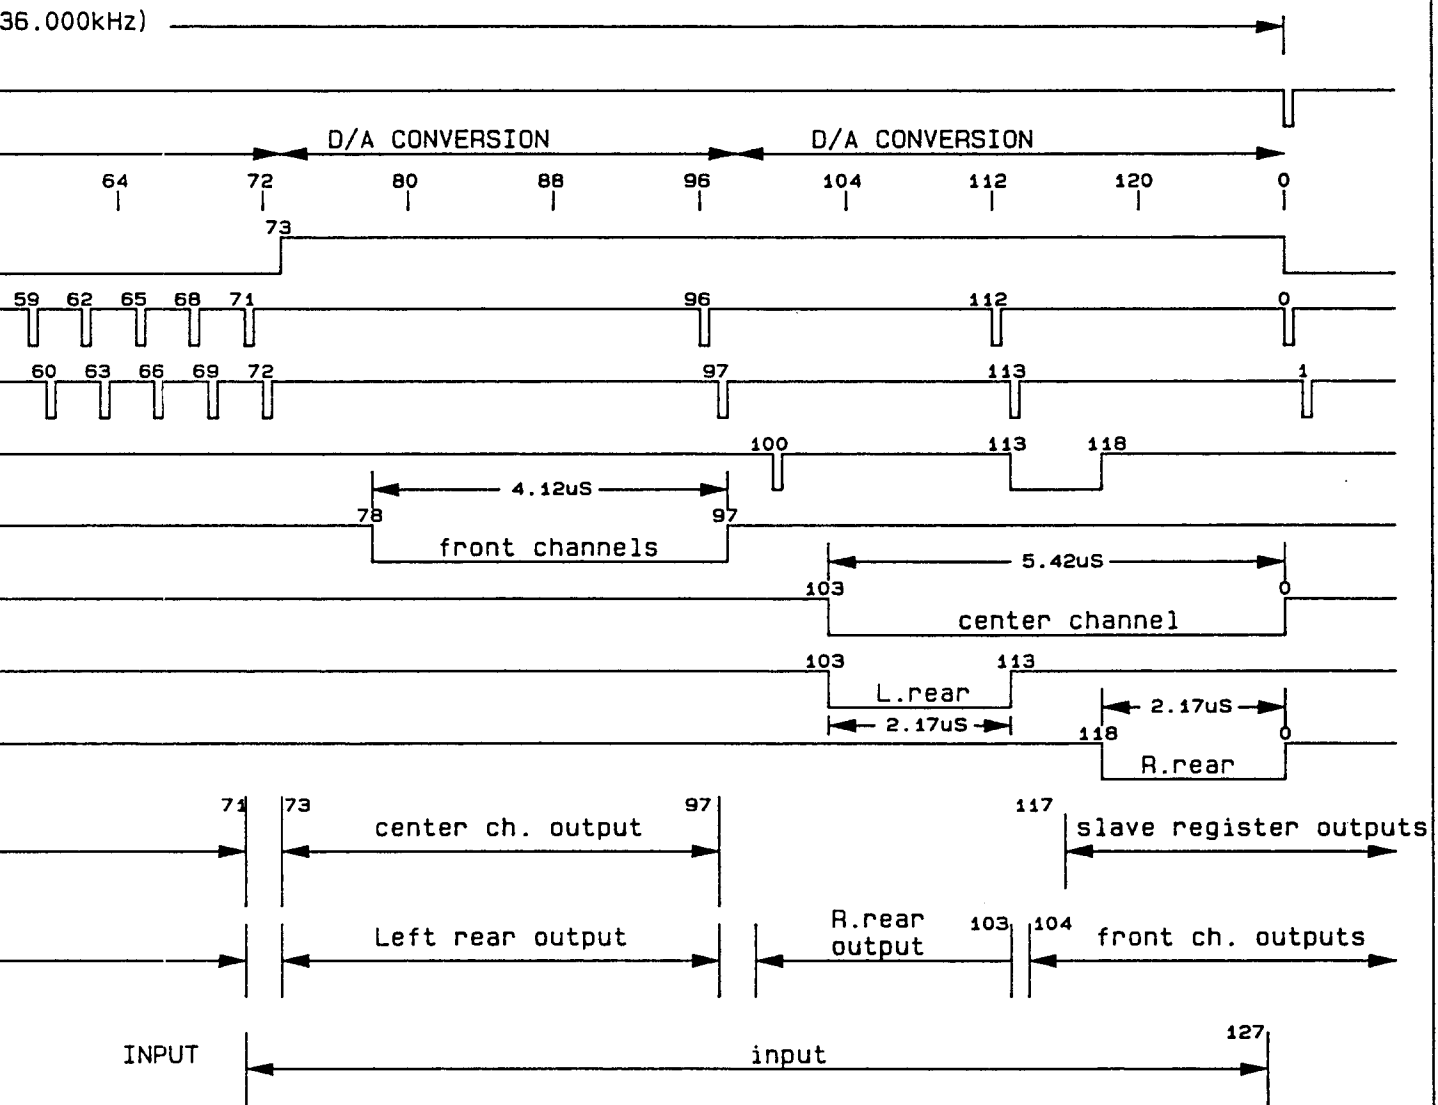 36.000kHz)
D/A CONVERSION D/A CONVERSION
64 72 80 88 96 104 112 120 0
73
59 62 65 68 71 96 112 0
60 63 66 69 72 97 113 1
100 113 118
4.12uS
78 97
front channels
5.42uS
103 0
center channel
103 113
L.rear
2.17uS
2.17uS
118 0
R.rear
71 73 97 117
center ch. output slave register outputs
R.rear
103 104
Left rear output output front ch. outputs
127
INPUT input